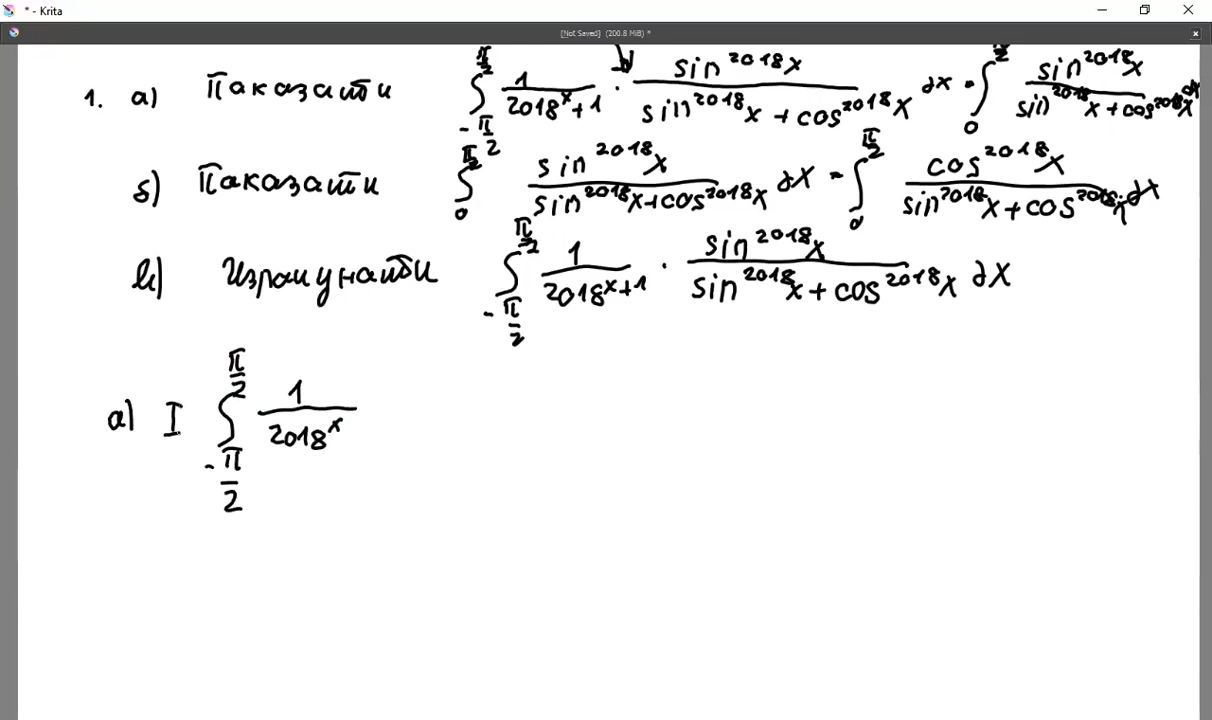 * - Krita
[Not Saved] (200.8 MiB) *
1. а) Показати ∫_{-π/2}^{π/2} 1/(2018^x+1) · sin^2018 x/(sin^2018 x + cos^2018 x) dx = ∫_0^{π/2} sin^2018 x/(sin^2018 x + cos^2018 x) dx
б) Показати ∫_0^{π/2} sin^2018 x/(sin^2018 x + cos^2018 x) dx = ∫_0^{π/2} cos^2018 x/(sin^2018 x + cos^2018 x) dx
в) Израчунати ∫_{-π/2}^{π/2} 1/(2018^x+1) · sin^2018 x/(sin^2018 x + cos^2018 x) dx
а) I ∫_{-π/2}^{π/2} 1/2018^x